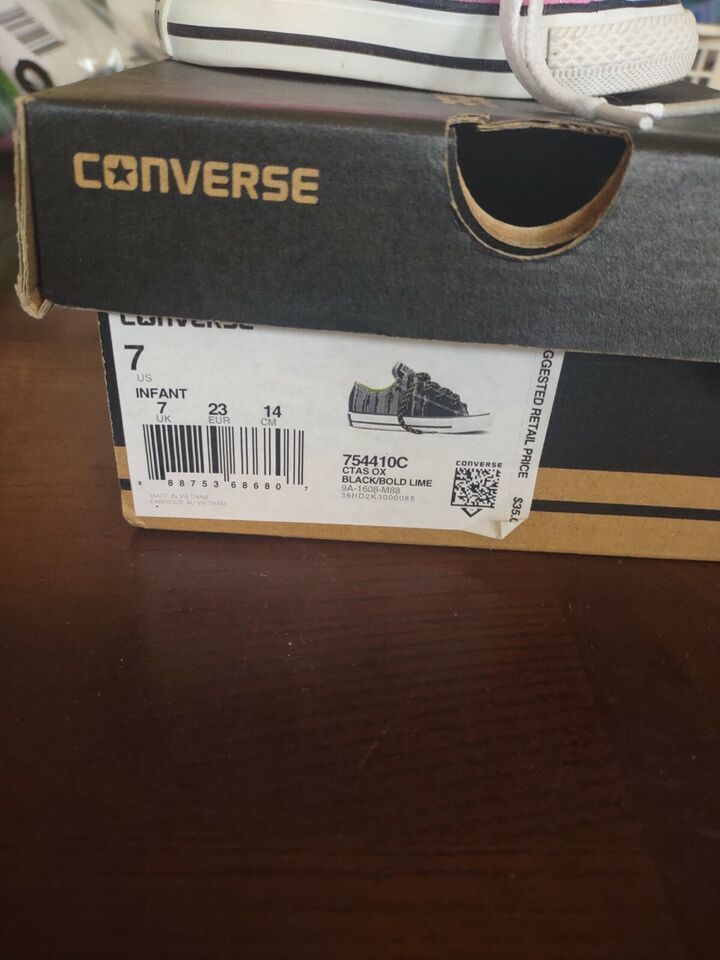 CONVERSE
CONVERSE
7
US
INFANT
7 23 14
UK EUR CM
8 88753 68680 7
MADE IN VIETNAM
FABRIQUE AU VIETNAM
754410C
CTAS OX
BLACK/BOLD LIME
9A-1608-M88
36HD2K3000085
CONVERSE
GGESTED RETAIL PRICE $35.0